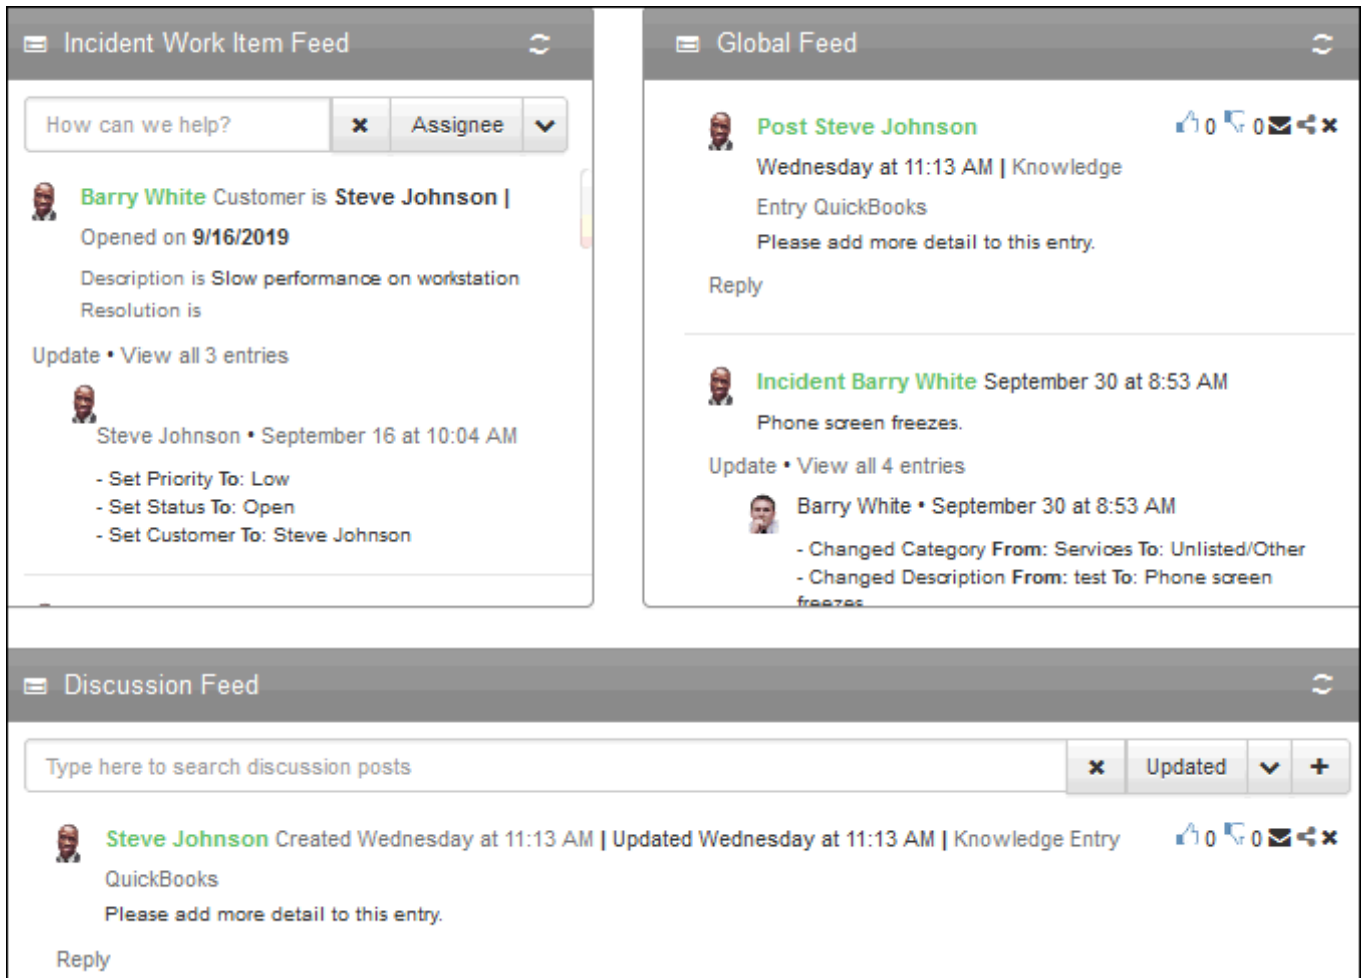 Incident Work Item Feed
How can we help?
Assignee
Barry White Customer is Steve Johnson |
Opened on 9/16/2019
Description is Slow performance on workstation
Resolution is
Update • View all 3 entries
Steve Johnson • September 16 at 10:04 AM
- Set Priority To: Low
- Set Status To: Open
- Set Customer To: Steve Johnson
Global Feed
Post Steve Johnson
0 0
Wednesday at 11:13 AM | Knowledge
Entry QuickBooks
Please add more detail to this entry.
Reply
Incident Barry White September 30 at 8:53 AM
Phone screen freezes.
Update • View all 4 entries
Barry White • September 30 at 8:53 AM
- Changed Category From: Services To: Unlisted/Other
- Changed Description From: test To: Phone screen
freezes
Discussion Feed
Type here to search discussion posts
Updated
Steve Johnson Created Wednesday at 11:13 AM | Updated Wednesday at 11:13 AM | Knowledge Entry
0 0
QuickBooks
Please add more detail to this entry.
Reply